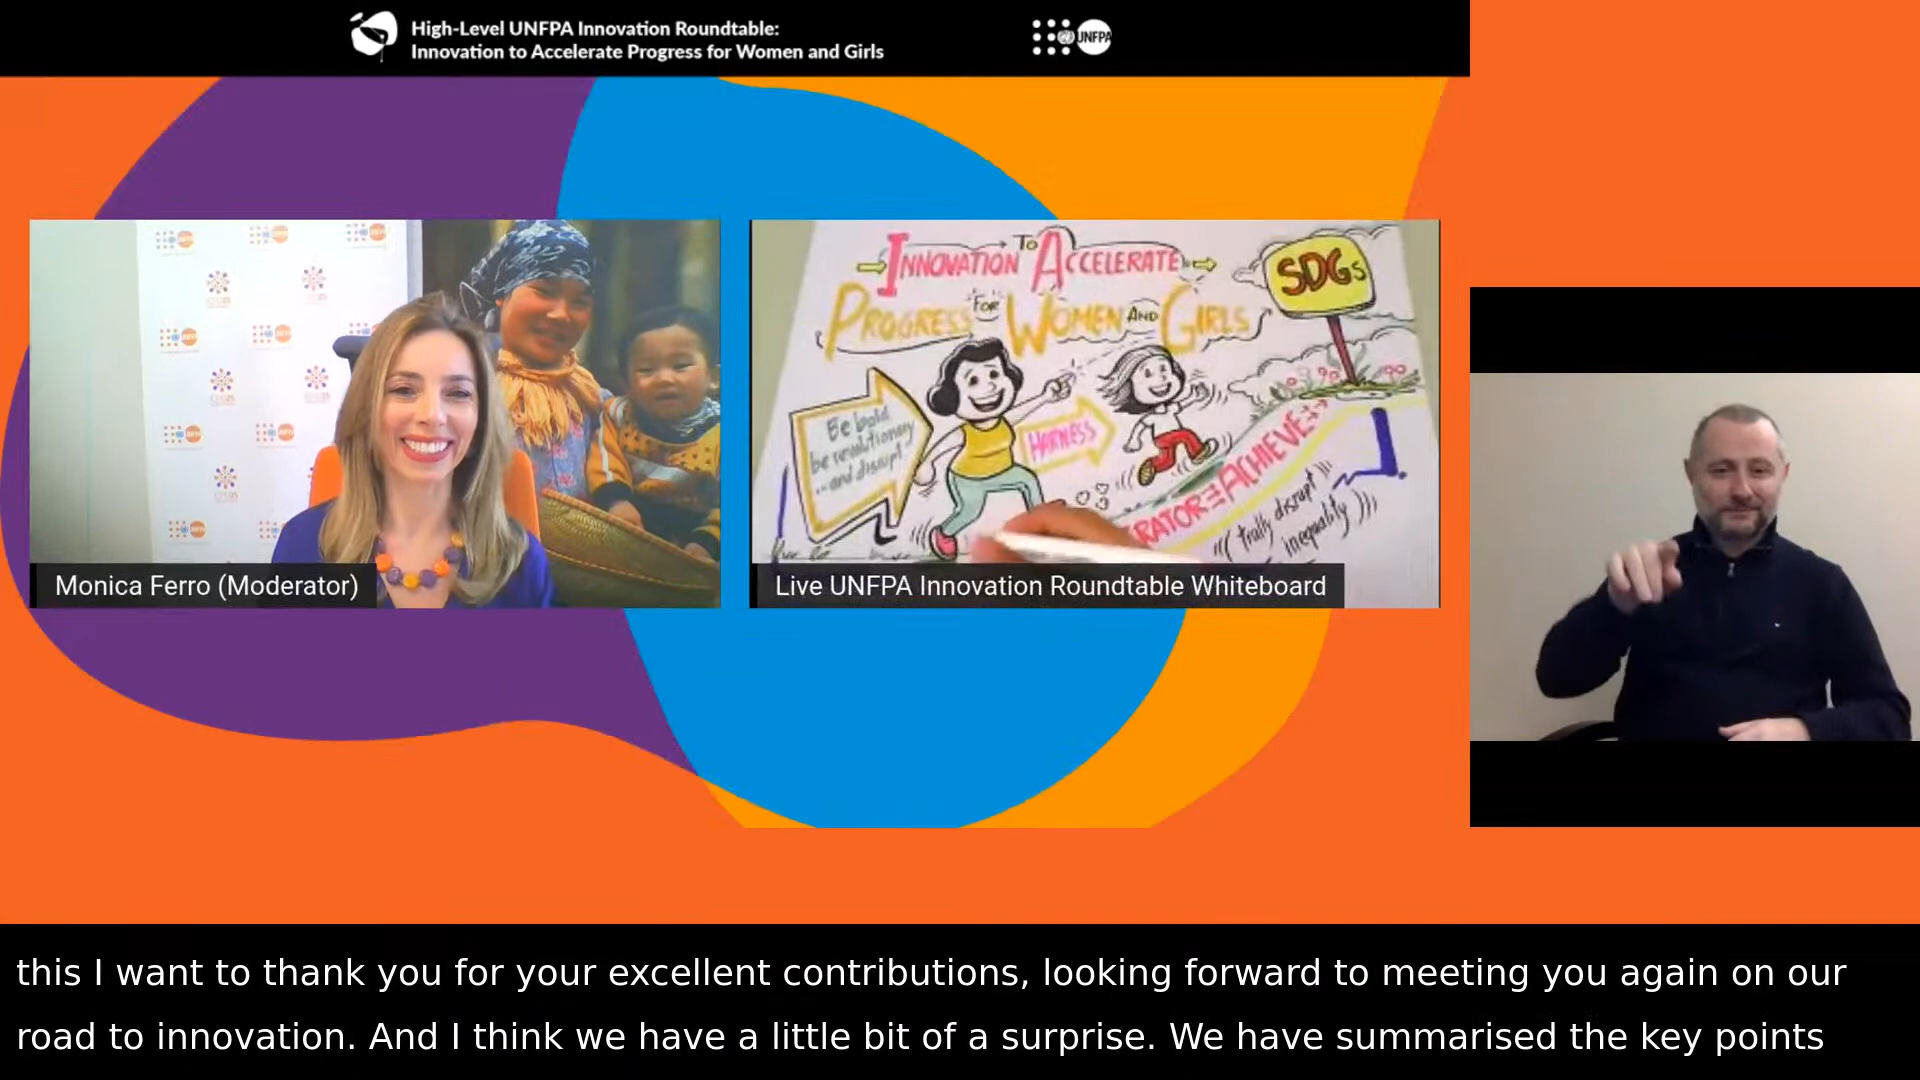 High-Level UNFPA Innovation Roundtable:
Innovation to Accelerate Progress for Women and Girls
UNFPA
INNOVATION TO ACCELERATE
PROGRESS FOR WOMEN AND GIRLS
SDGs
Be bold
be revolutionary
...and disrupt
HARNESS
ACHIEVE
disrupt
inequality
Monica Ferro (Moderator)
Live UNFPA Innovation Roundtable Whiteboard
this I want to thank you for your excellent contributions, looking forward to meeting you again on our
road to innovation. And I think we have a little bit of a surprise. We have summarised the key points